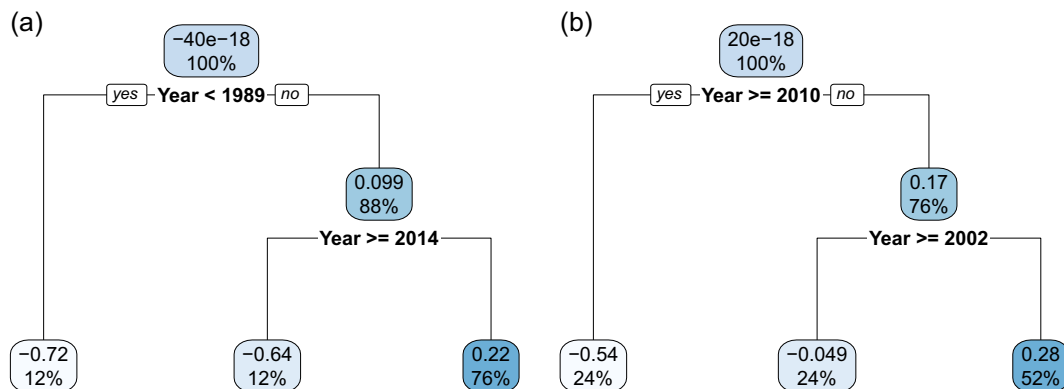 (a)
−40e−18
100%
yes Year < 1989 no
0.099
88%
Year >= 2014
−0.72
12%
−0.64
12%
0.22
76%
(b)
20e−18
100%
yes Year >= 2010 no
0.17
76%
Year >= 2002
−0.54
24%
−0.049
24%
0.28
52%